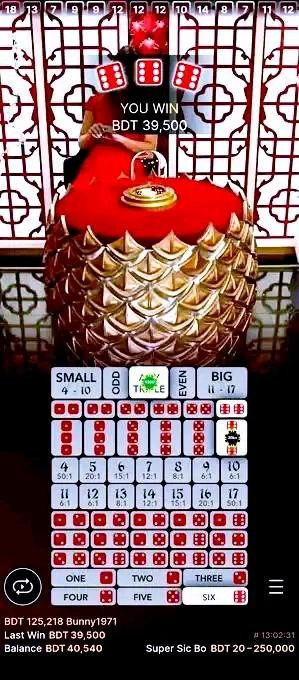 18 13 8 9 12 12 12 14 8 7 11 12
YOU WIN
BDT 39,500
SMALL
4 - 10
ODD
ANY
TRIPLE
EVEN
BIG
11 - 17
4 5 6 7 8 9 10
50:1 20:1 15:1 12:1 8:1 6:1 6:1
11 12 13 14 15 16 17
6:1 6:1 8:1 12:1 15:1 20:1 50:1
ONE TWO THREE
FOUR FIVE SIX
BDT 125,218 Bunny1971
# 13:02:31
Last Win BDT 39,500
Balance BDT 40,540
Super Sic Bo BDT 20 – 250,000